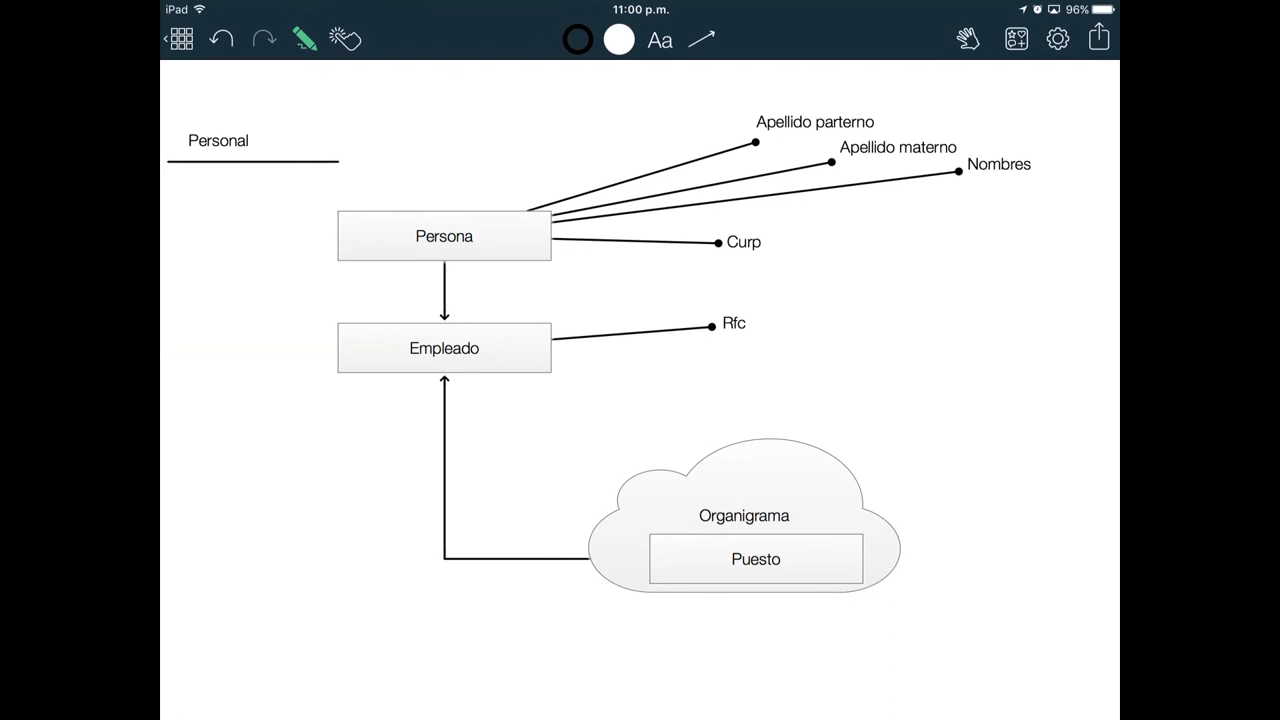 iPad
11:00 p.m.
96%
Aa
Personal
Apellido parterno
Apellido materno
Nombres
Persona
Curp
Rfc
Empleado
Organigrama
Puesto